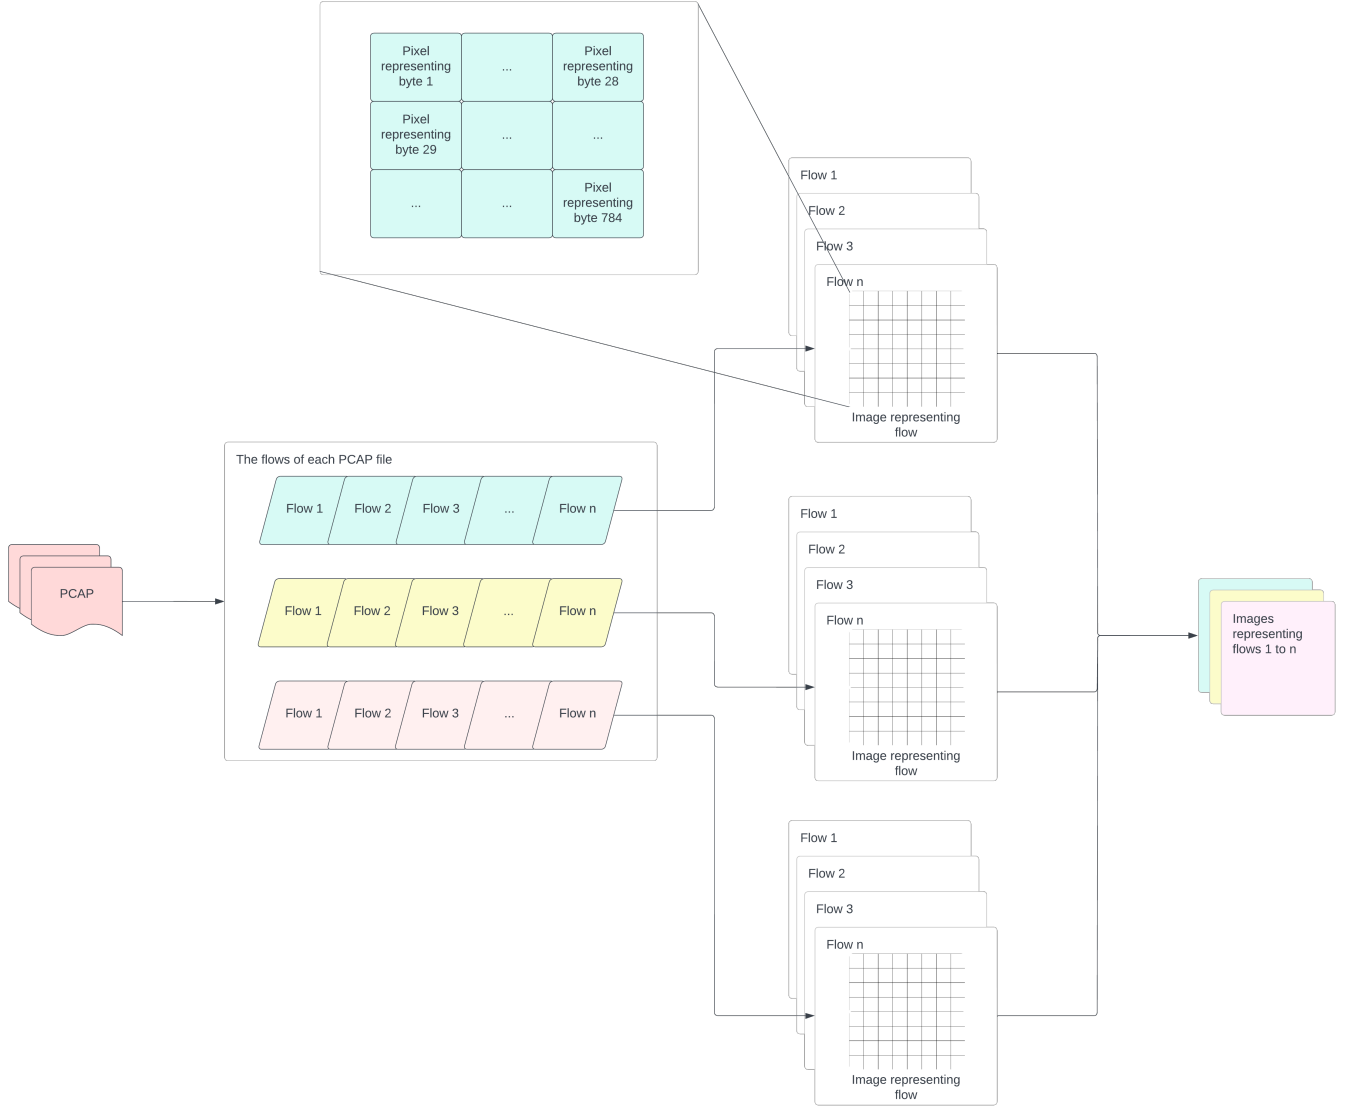 Pixel
representing
byte 1
...
Pixel
representing
byte 28
Pixel
representing
byte 29
...
...
...
...
Pixel
representing
byte 784
Flow 1
Flow 2
Flow 3
Flow n
Image representing
flow
The flows of each PCAP file
Flow 1
Flow 2
Flow 3
...
Flow n
Flow 1
Flow 2
Flow 3
...
Flow n
Flow 1
Flow 2
Flow 3
...
Flow n
PCAP
Flow 1
Flow 2
Flow 3
Flow n
Image representing
flow
Images
representing
flows 1 to n
Flow 1
Flow 2
Flow 3
Flow n
Image representing
flow